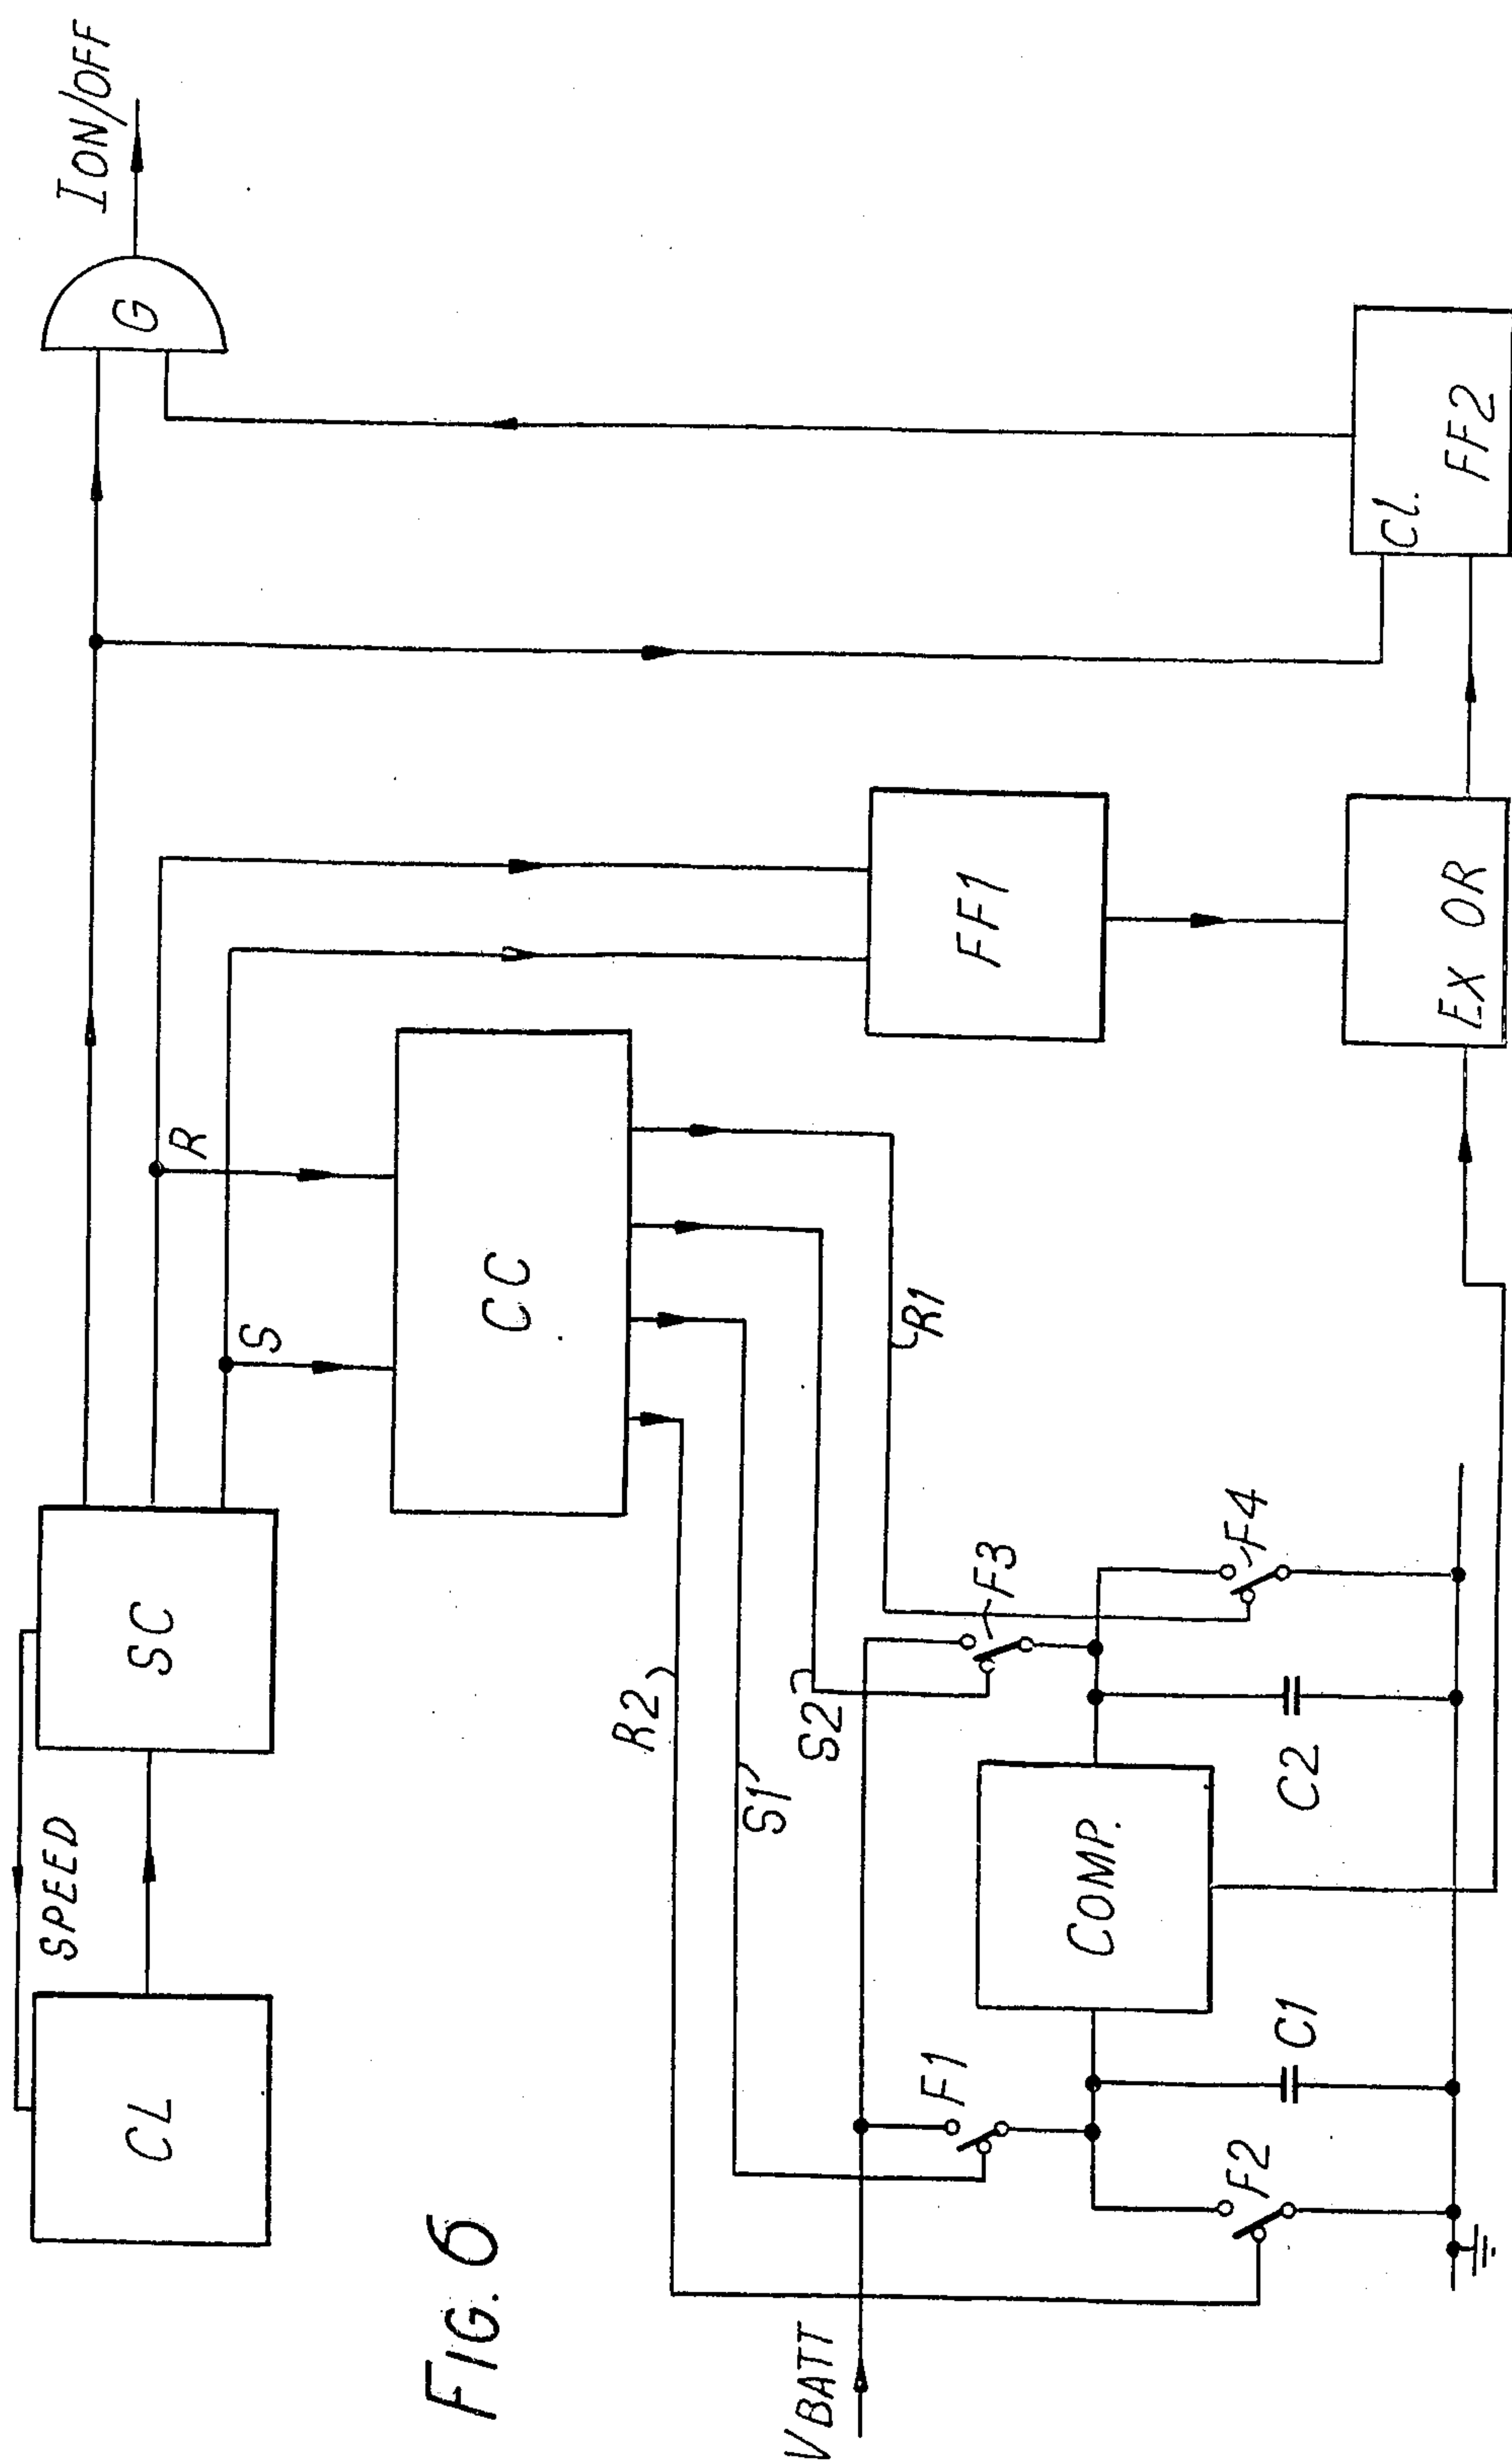 ION/OFF
G
SPEED
CL
SC
R
S
CC
FF1
CL.
FF2
EX OR
R2
S1
S2
R1
F1
F2
F3
F4
COMP.
C1
C2
VBATT
FIG. 6